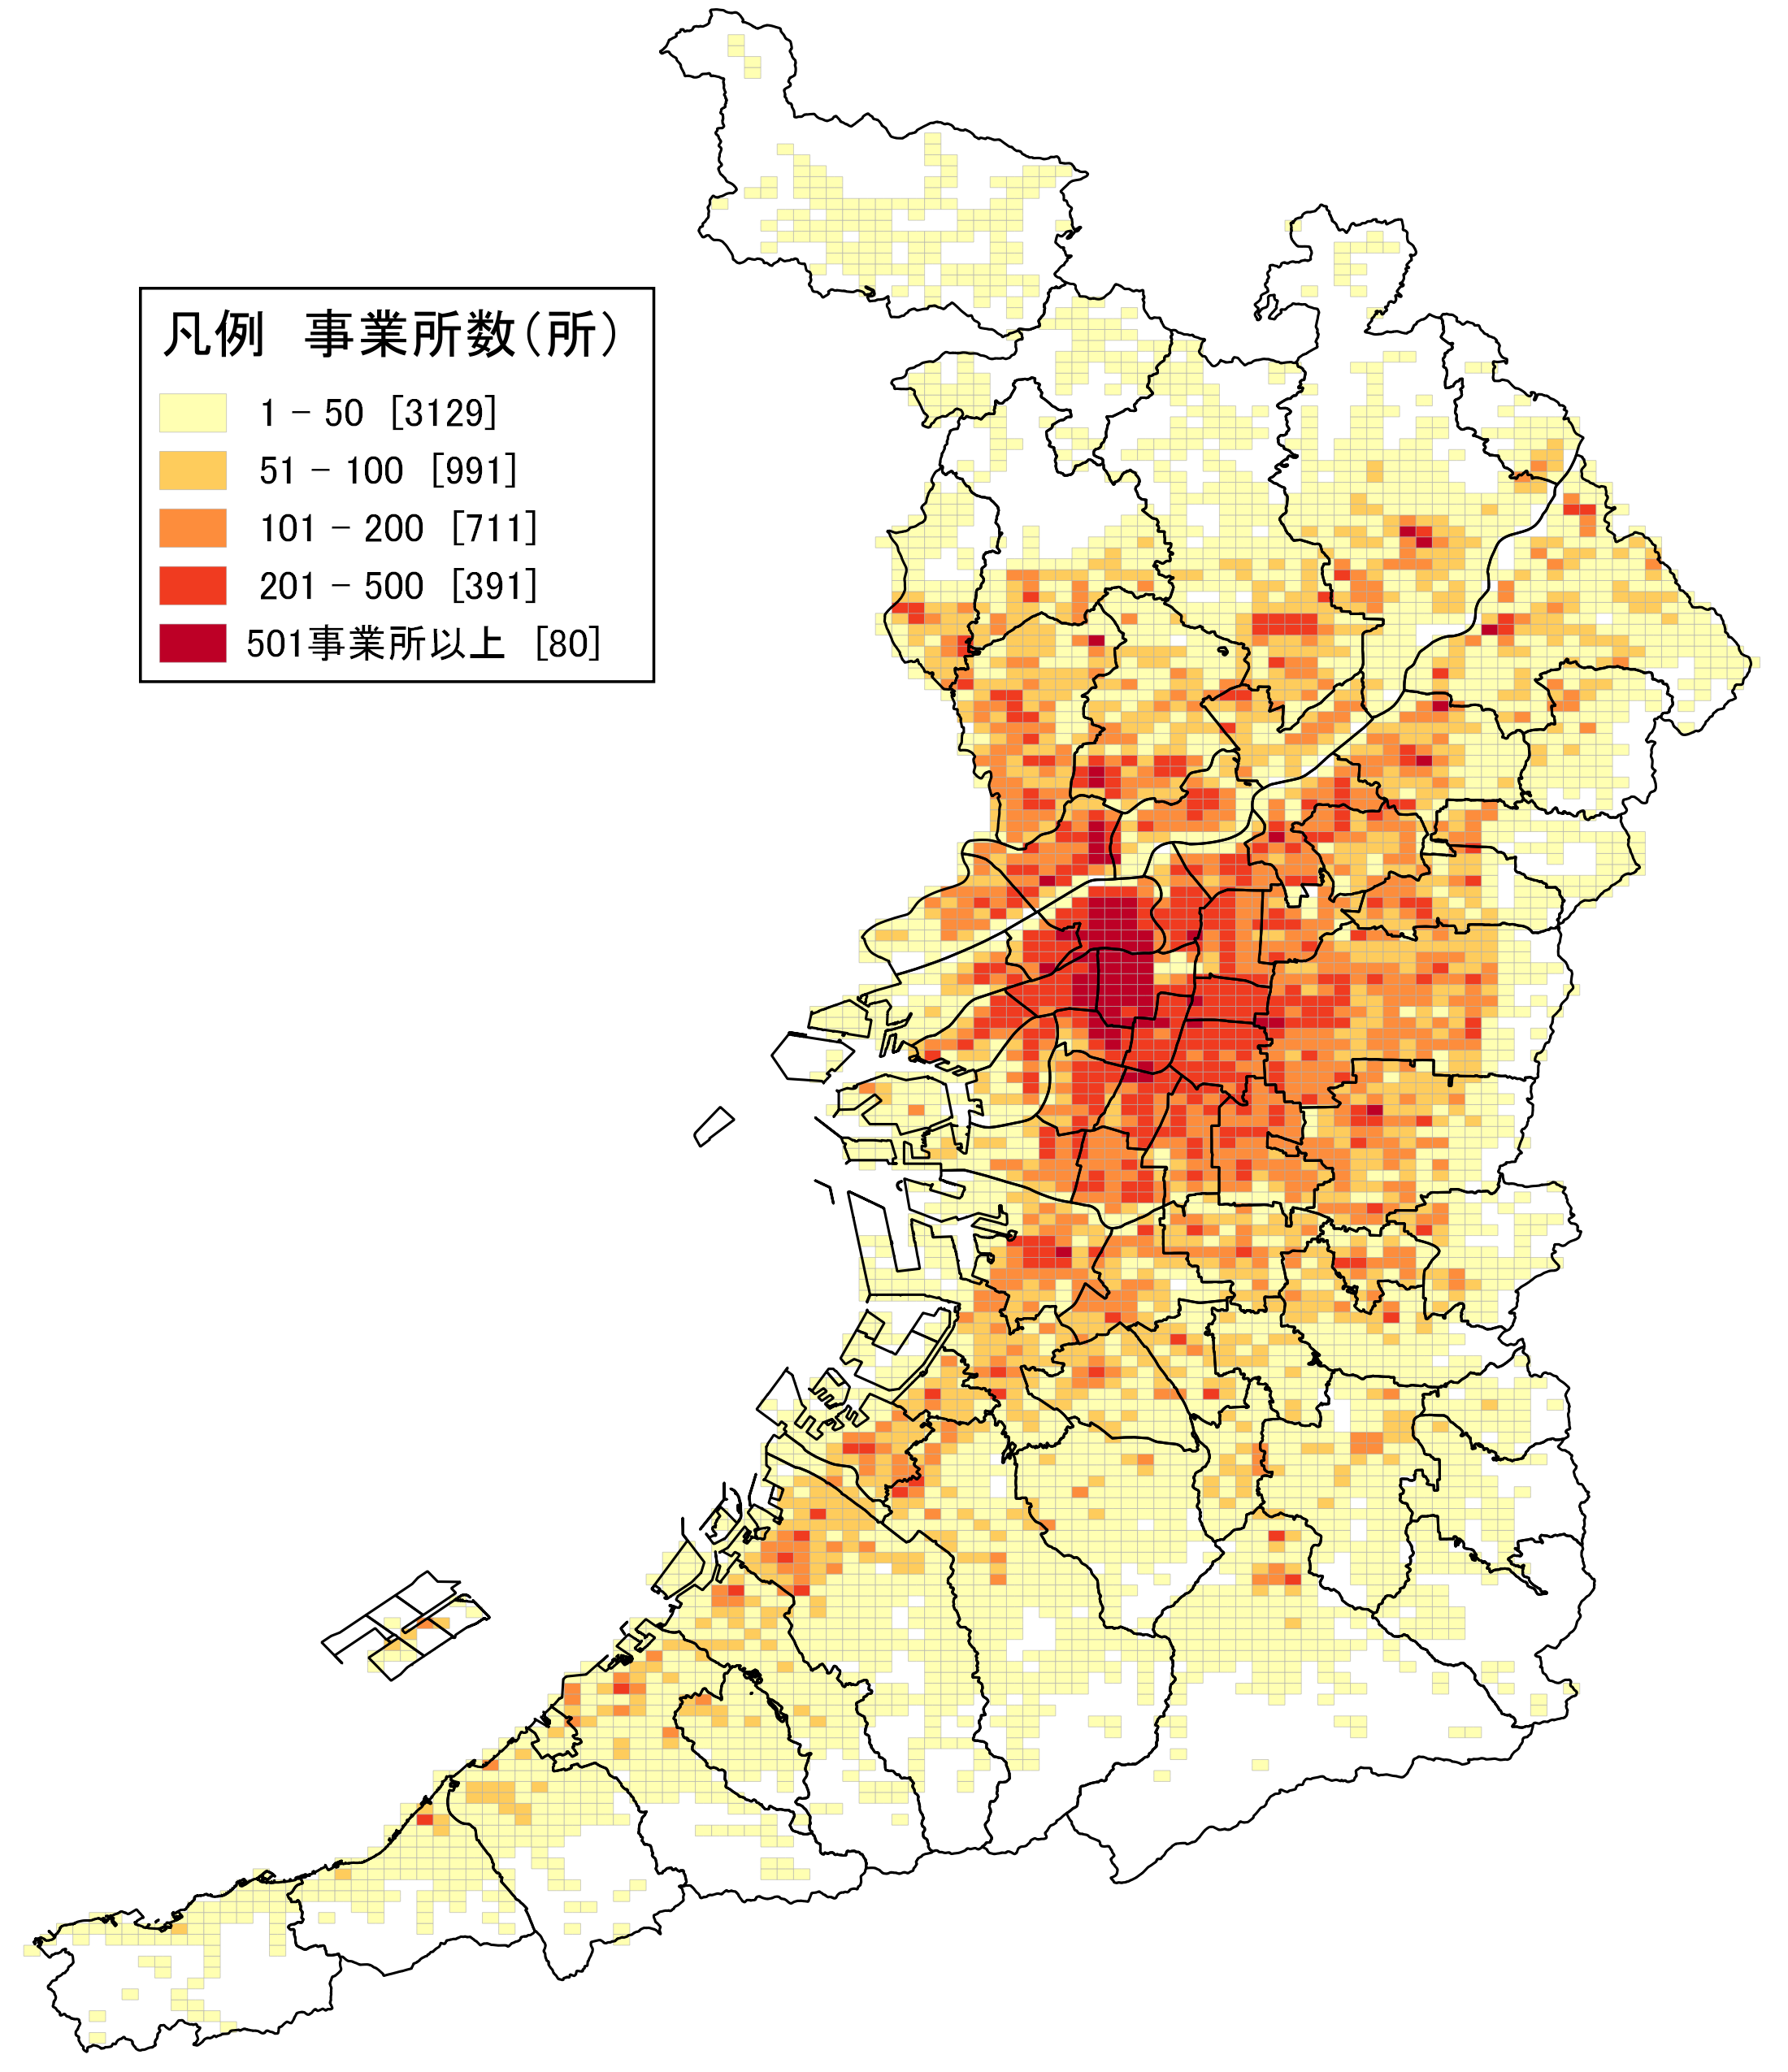 凡例　事業所数（所）
1 － 50 [3129]
51 － 100 [991]
101 － 200 [711]
201 － 500 [391]
501事業所以上 [80]